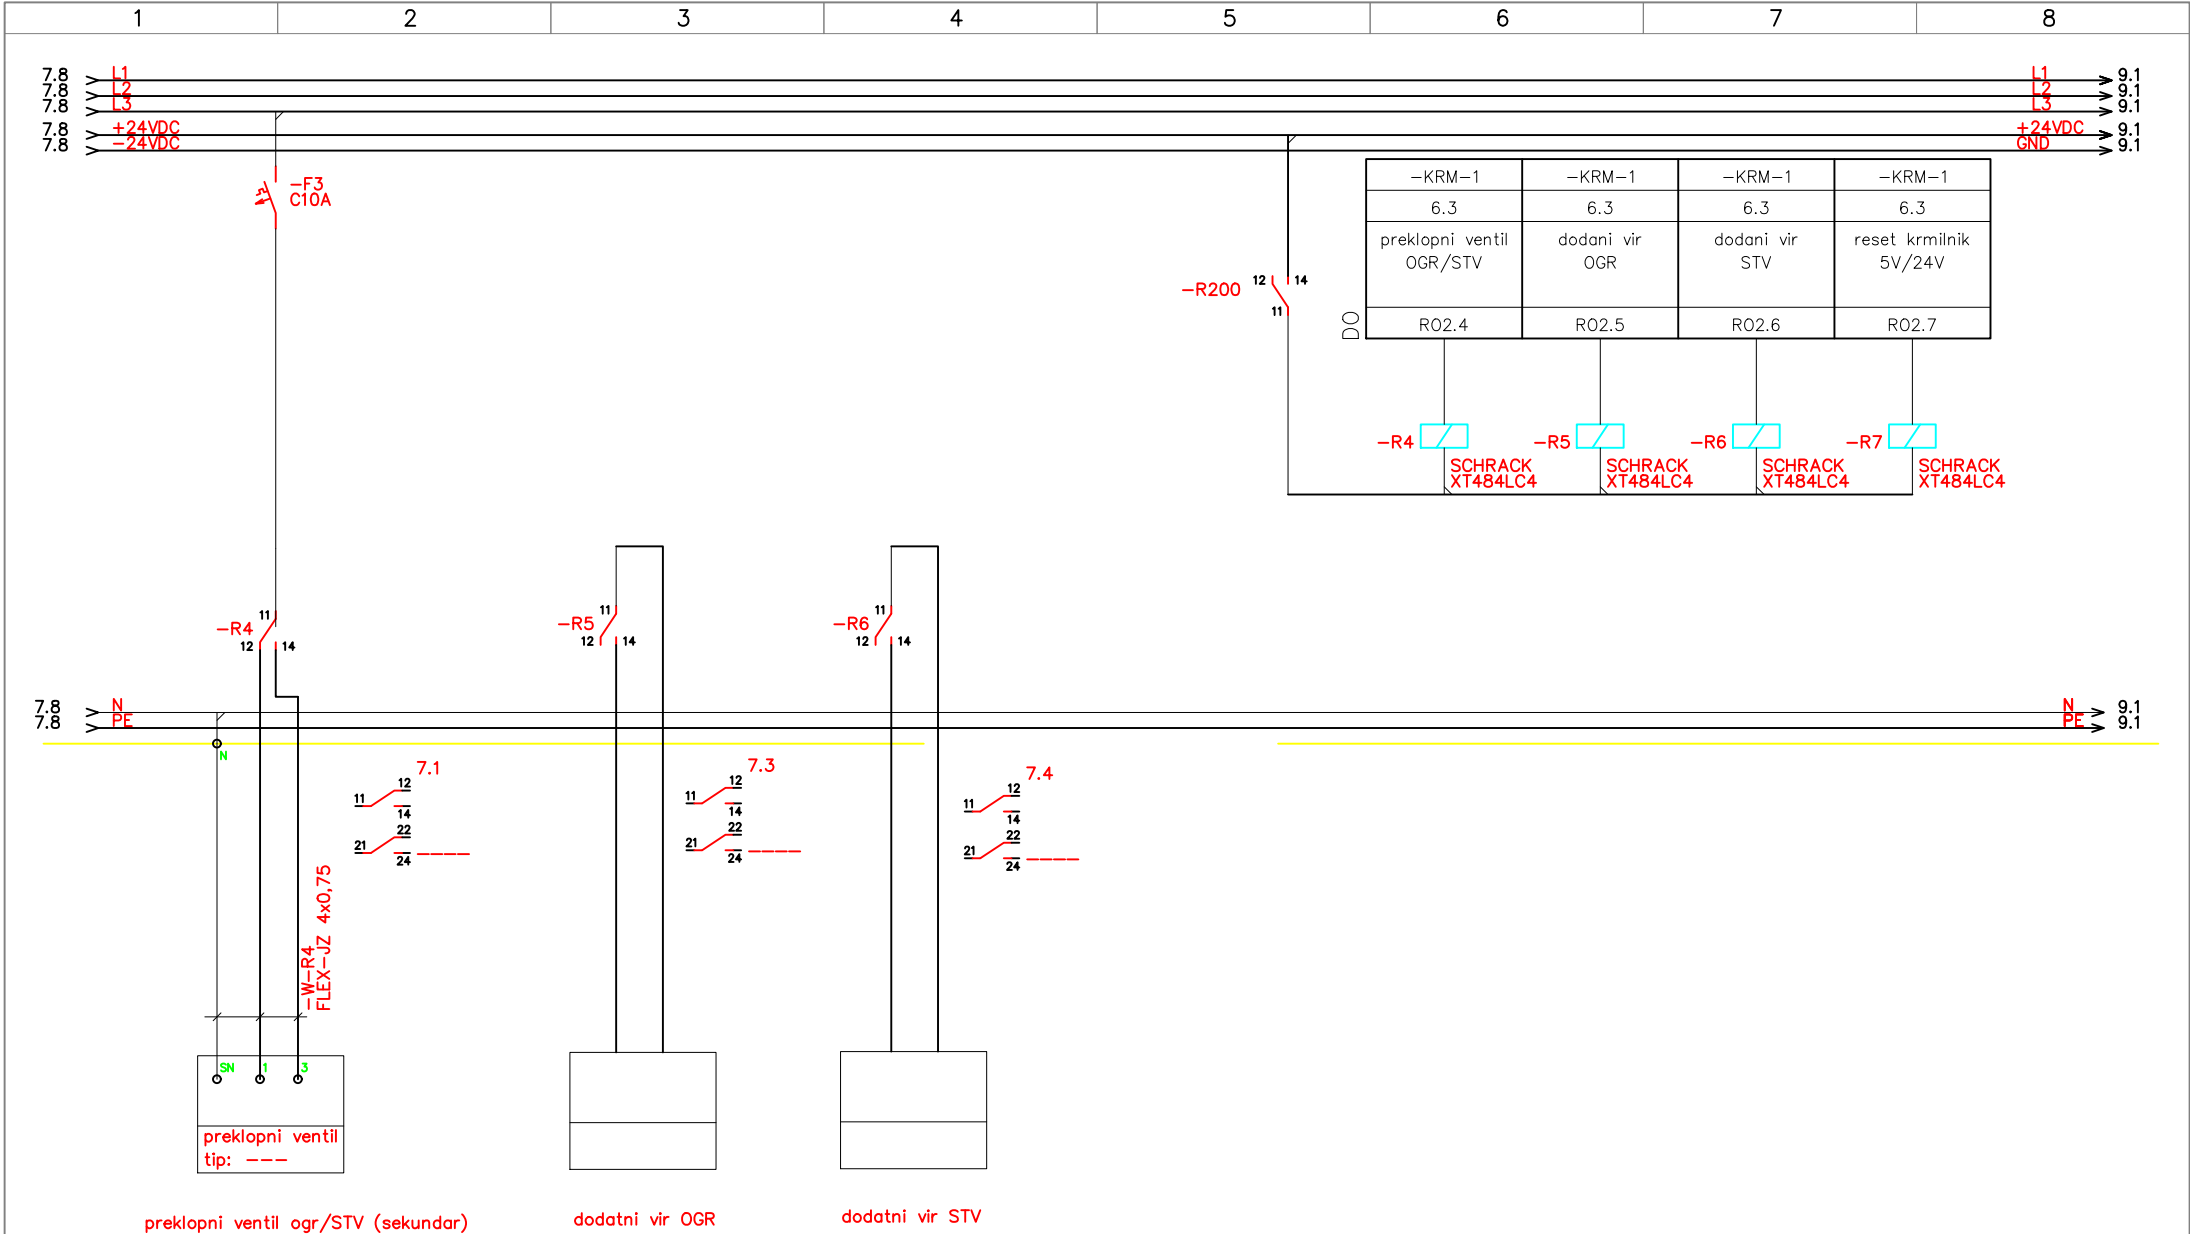 1 2 3 4 5 6 7 8
7.8 L1 L1 9.1
7.8 L2 L2 9.1
7.8 L3 L3 9.1
7.8 +24VDC +24VDC 9.1
7.8 -24VDC GND 9.1
-F3
C10A
-KRM-1 -KRM-1 -KRM-1 -KRM-1
6.3 6.3 6.3 6.3
preklopni ventil dodani vir dodani vir reset krmilnik
OGR/STV OGR STV 5V/24V
-R200 12 14
11
DO RO2.4 RO2.5 RO2.6 RO2.7
-R4 -R5 -R6 -R7
SCHRACK SCHRACK SCHRACK SCHRACK
XT484LC4 XT484LC4 XT484LC4 XT484LC4
11 11 11
-R4 -R5 -R6
12 14 12 14 12 14
7.8 N N 9.1
7.8 PE PE 9.1
N
7.1 7.3 7.4
12 12 12
11 11 11
14 14 14
22 22 22
21 21 21
24 ---- 24 ---- 24 ----
-W-R4
FLEX-JZ 4x0,75
SN 1 3
preklopni ventil
tip: ---
preklopni ventil ogr/STV (sekundar) dodatni vir OGR dodatni vir STV